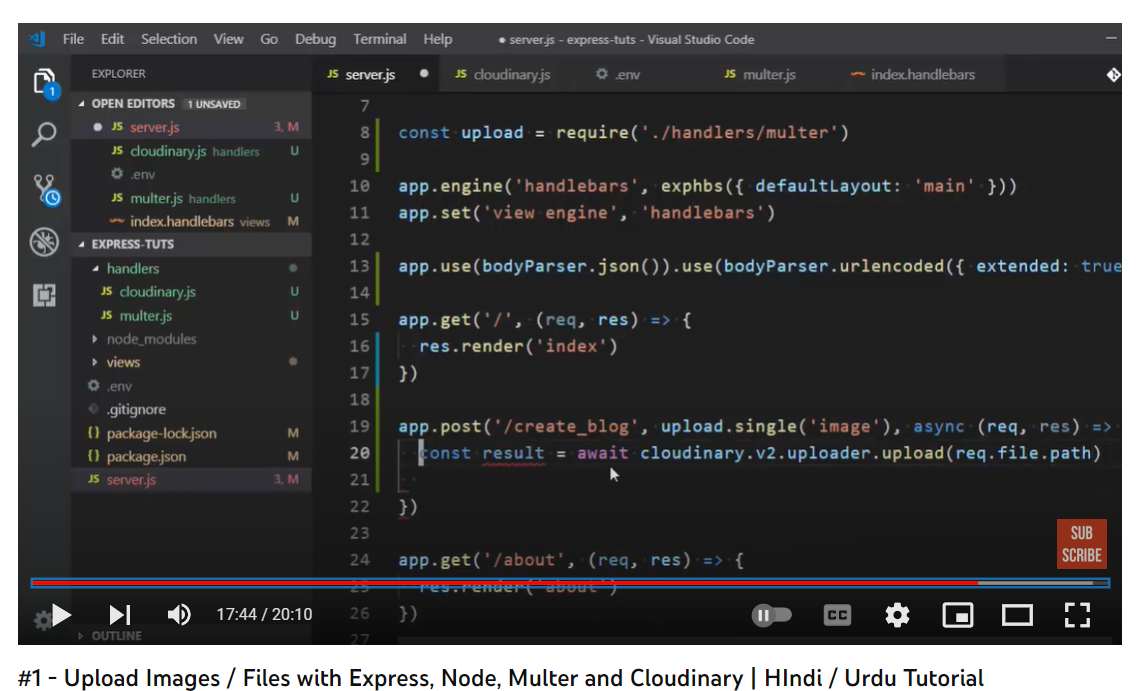 File Edit Selection View Go Debug Terminal Help ● server.js - express-tuts - Visual Studio Code
EXPLORER
JS server.js ● JS cloudinary.js .env JS multer.js index.handlebars
OPEN EDITORS 1 UNSAVED
● JS server.js 3, M
JS cloudinary.js handlers U
.env
JS multer.js handlers U
index.handlebars views M
EXPRESS-TUTS
handlers
JS cloudinary.js U
JS multer.js U
node_modules
views
.env
.gitignore
{} package-lock.json M
{} package.json M
JS server.js 3, M
OUTLINE
1
7
8 const upload = require('./handlers/multer')
9
10 app.engine('handlebars', exphbs({ defaultLayout: 'main' }))
11 app.set('view engine', 'handlebars')
12
13 app.use(bodyParser.json()).use(bodyParser.urlencoded({ extended: true
14
15 app.get('/', (req, res) => {
16 res.render('index')
17 })
18
19 app.post('/create_blog', upload.single('image'), async (req, res) =>
20 const result = await cloudinary.v2.uploader.upload(req.file.path)
21
22 })
23
24 app.get('/about', (req, res) => {
25 res.render('about')
26 })
27
SUB
SCRIBE
17:44 / 20:10
CC
#1 - Upload Images / Files with Express, Node, Multer and Cloudinary | HIndi / Urdu Tutorial